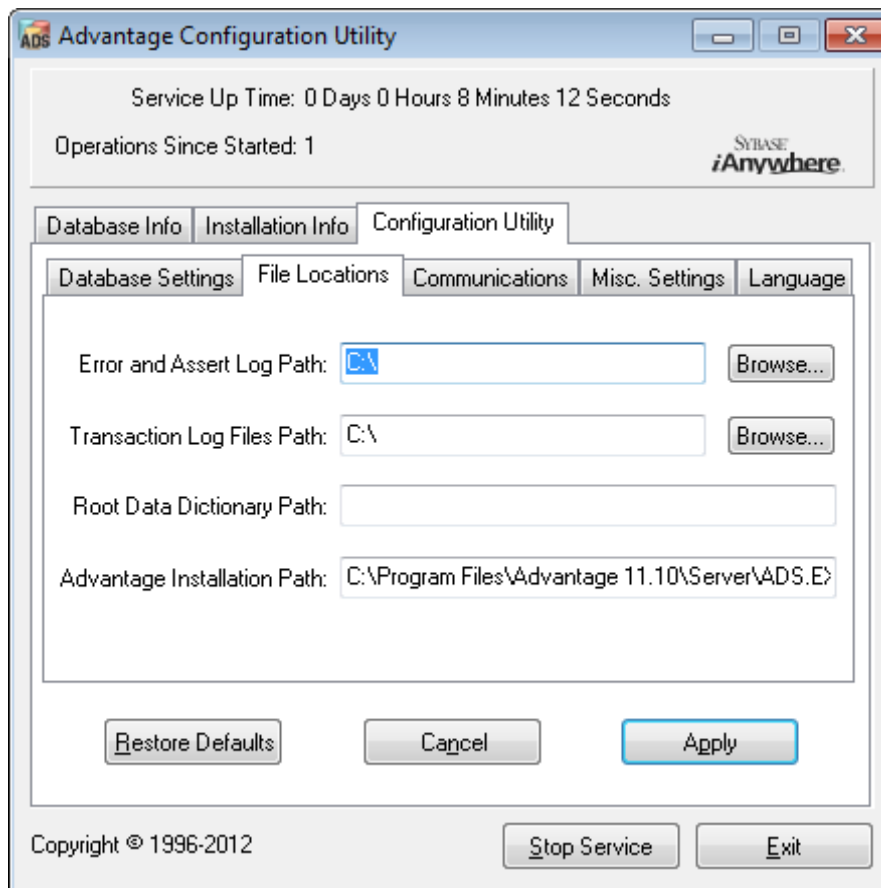 ADS Advantage Configuration Utility
Service Up Time: 0 Days 0 Hours 8 Minutes 12 Seconds
Operations Since Started: 1
SYBASE
iAnywhere.
Database Info Installation Info Configuration Utility
Database Settings File Locations Communications Misc. Settings Language
Error and Assert Log Path: C:\ Browse...
Transaction Log Files Path: C:\ Browse...
Root Data Dictionary Path:
Advantage Installation Path: C:\Program Files\Advantage 11.10\Server\ADS.EX
Restore Defaults Cancel Apply
Copyright © 1996-2012 Stop Service Exit